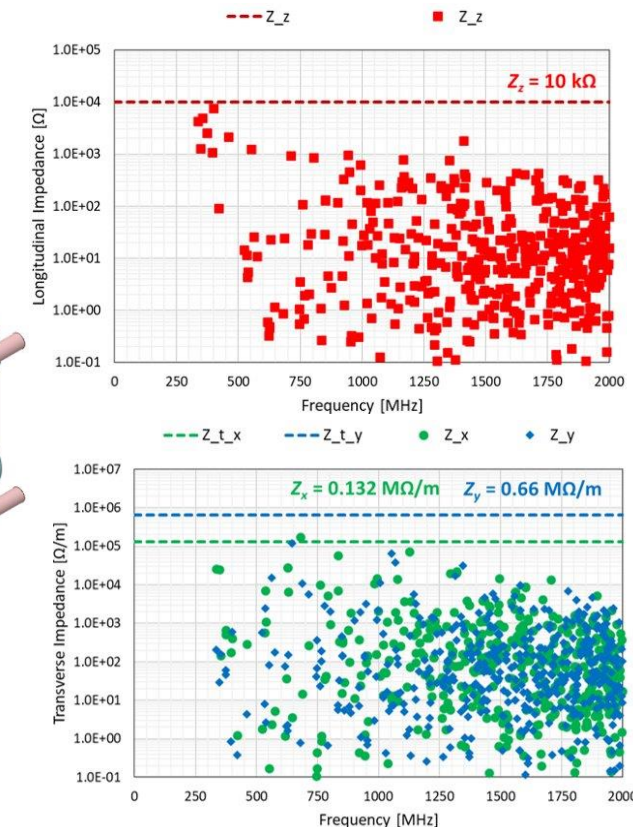 Z_z Z_z
1.0E+05
1.0E+04
1.0E+03
1.0E+02
1.0E+01
1.0E+00
1.0E-01
Z_z = 10 kΩ
Longitudinal Impedance [Ω]
0 250 500 750 1000 1250 1500 1750 2000
Frequency [MHz]
Z_t_x Z_t_y Z_x Z_y
1.0E+07
1.0E+06
1.0E+05
1.0E+04
1.0E+03
1.0E+02
1.0E+01
1.0E+00
1.0E-01
Z_x = 0.132 MΩ/m Z_y = 0.66 MΩ/m
Transverse Impedance [Ω/m]
0 250 500 750 1000 1250 1500 1750 2000
Frequency [MHz]